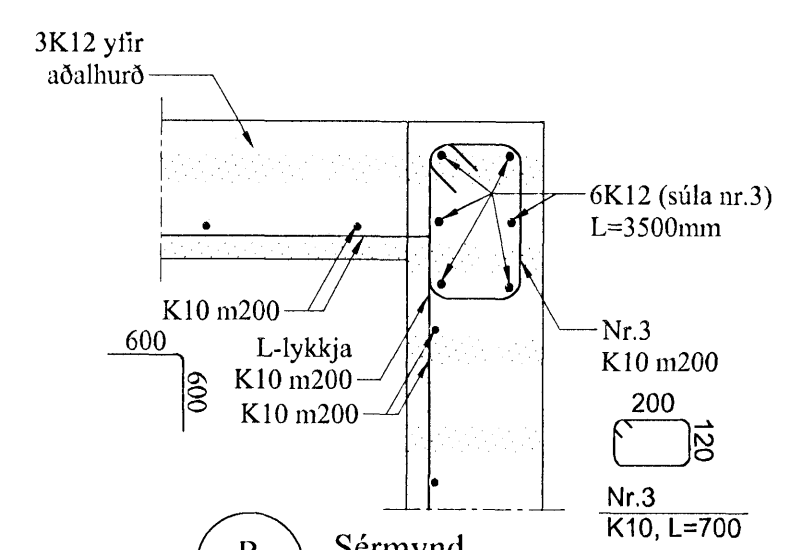 3K12 yfir
aðalhurð
6K12 (súla nr.3)
L=3500mm
K10 m200
600
600
L-lykkja
K10 m200
K10 m200
Nr.3
K10 m200
200
120
Nr.3
K10, L=700
Sérmynd